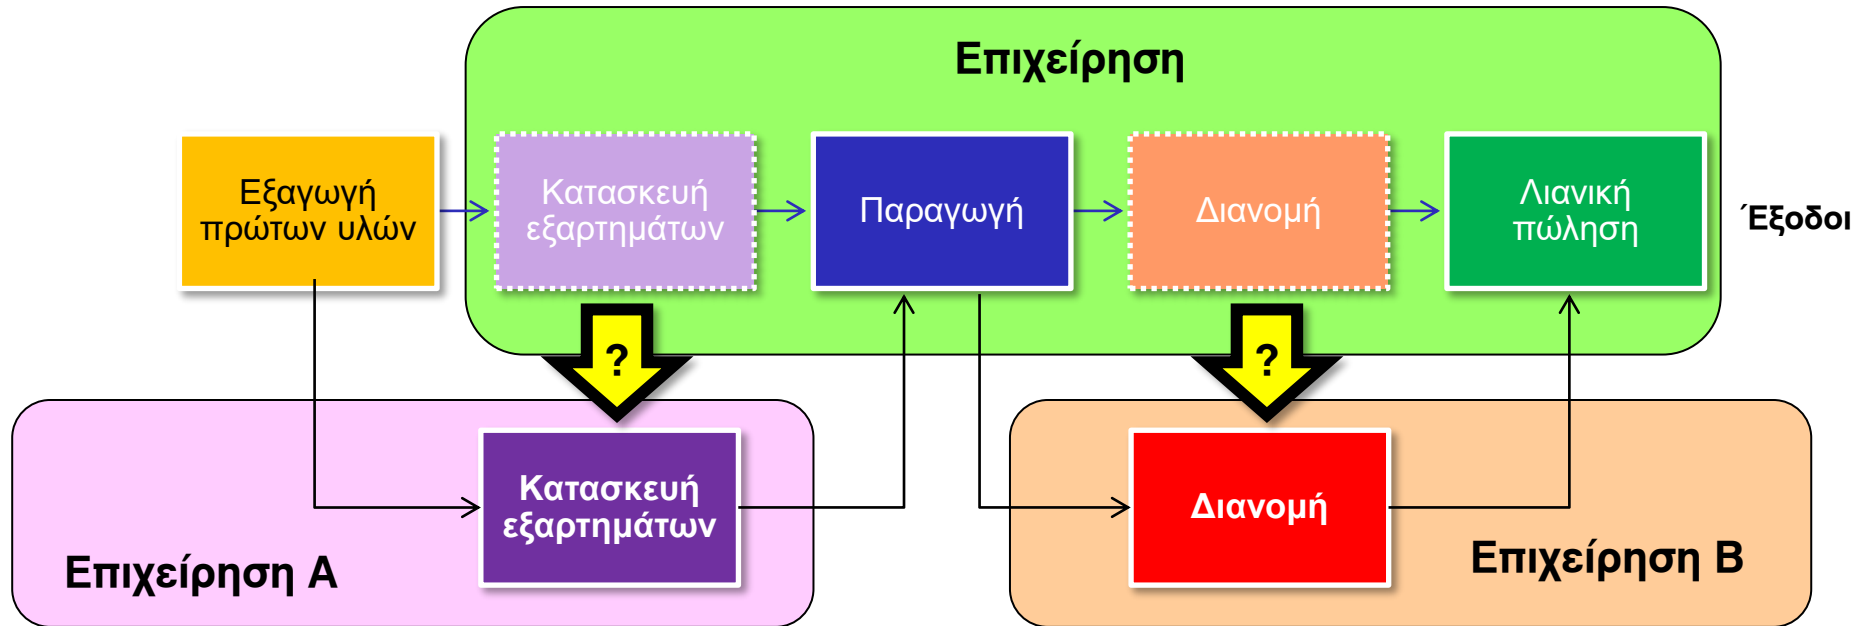 Επιχείρηση
Εξαγωγή
πρώτων υλών
Κατασκευή
εξαρτημάτων
Παραγωγή
Διανομή
Λιανική
πώληση
Έξοδοι
?
?
Κατασκευή
εξαρτημάτων
Διανομή
Επιχείρηση Α
Επιχείρηση Β